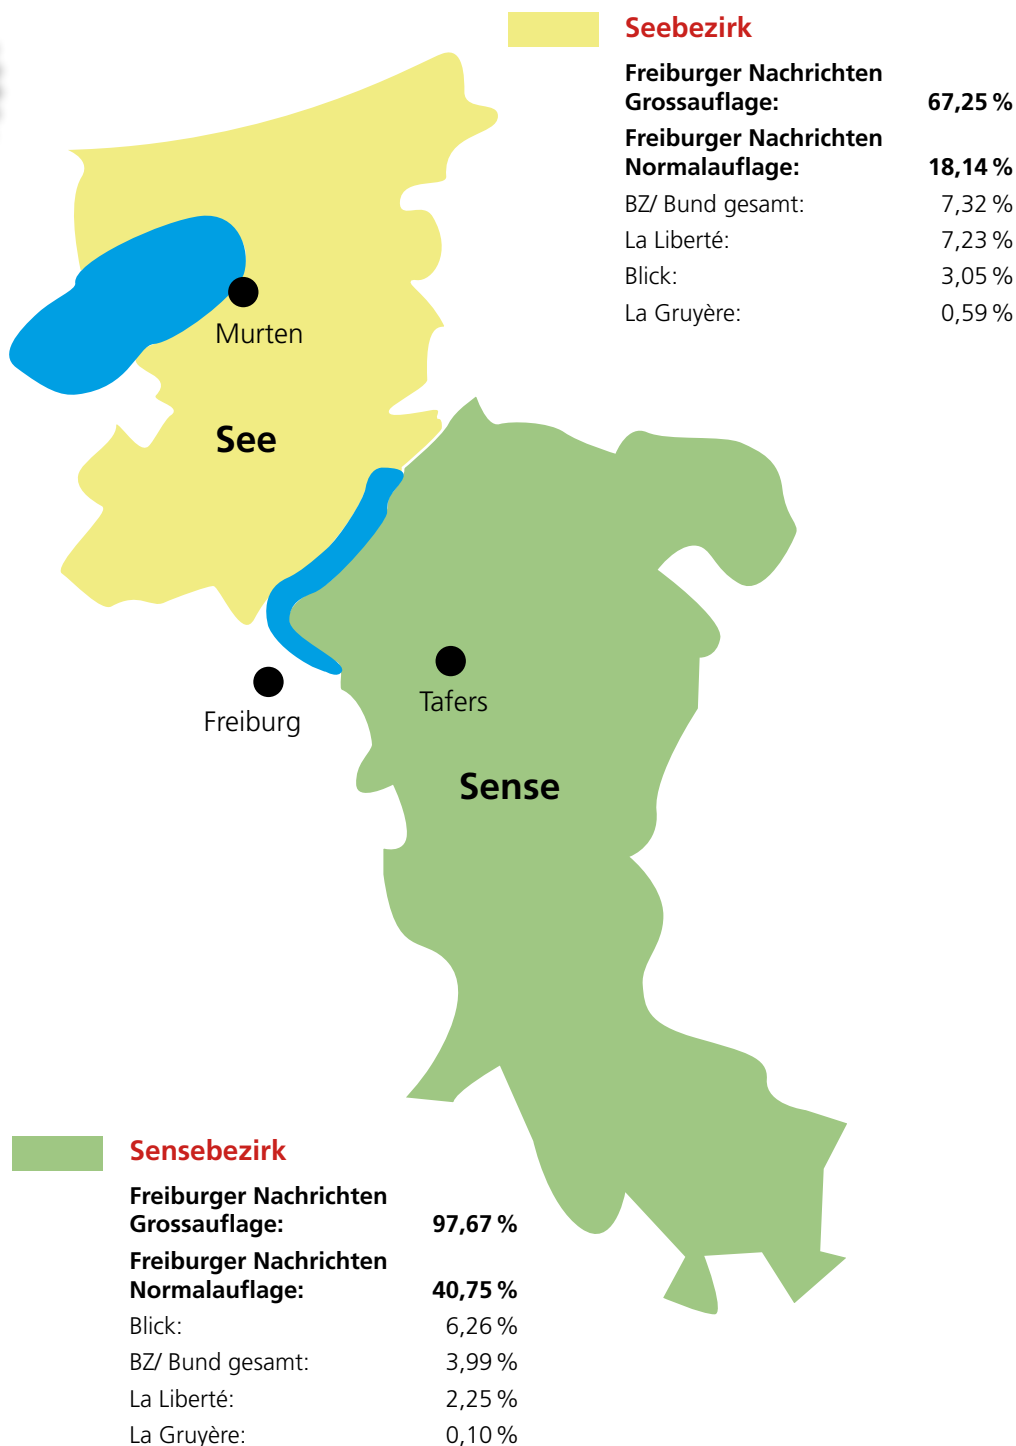 Seebezirk
Freiburger Nachrichten
Grossauflage: 67,25 %
Freiburger Nachrichten
Normalauflage: 18,14 %
BZ/ Bund gesamt: 7,32 %
La Liberté: 7,23 %
Blick: 3,05 %
La Gruyère: 0,59 %
Murten
See
Freiburg
Tafers
Sense
Sensebezirk
Freiburger Nachrichten
Grossauflage: 97,67 %
Freiburger Nachrichten
Normalauflage: 40,75 %
Blick: 6,26 %
BZ/ Bund gesamt: 3,99 %
La Liberté: 2,25 %
La Gruyère: 0,10 %